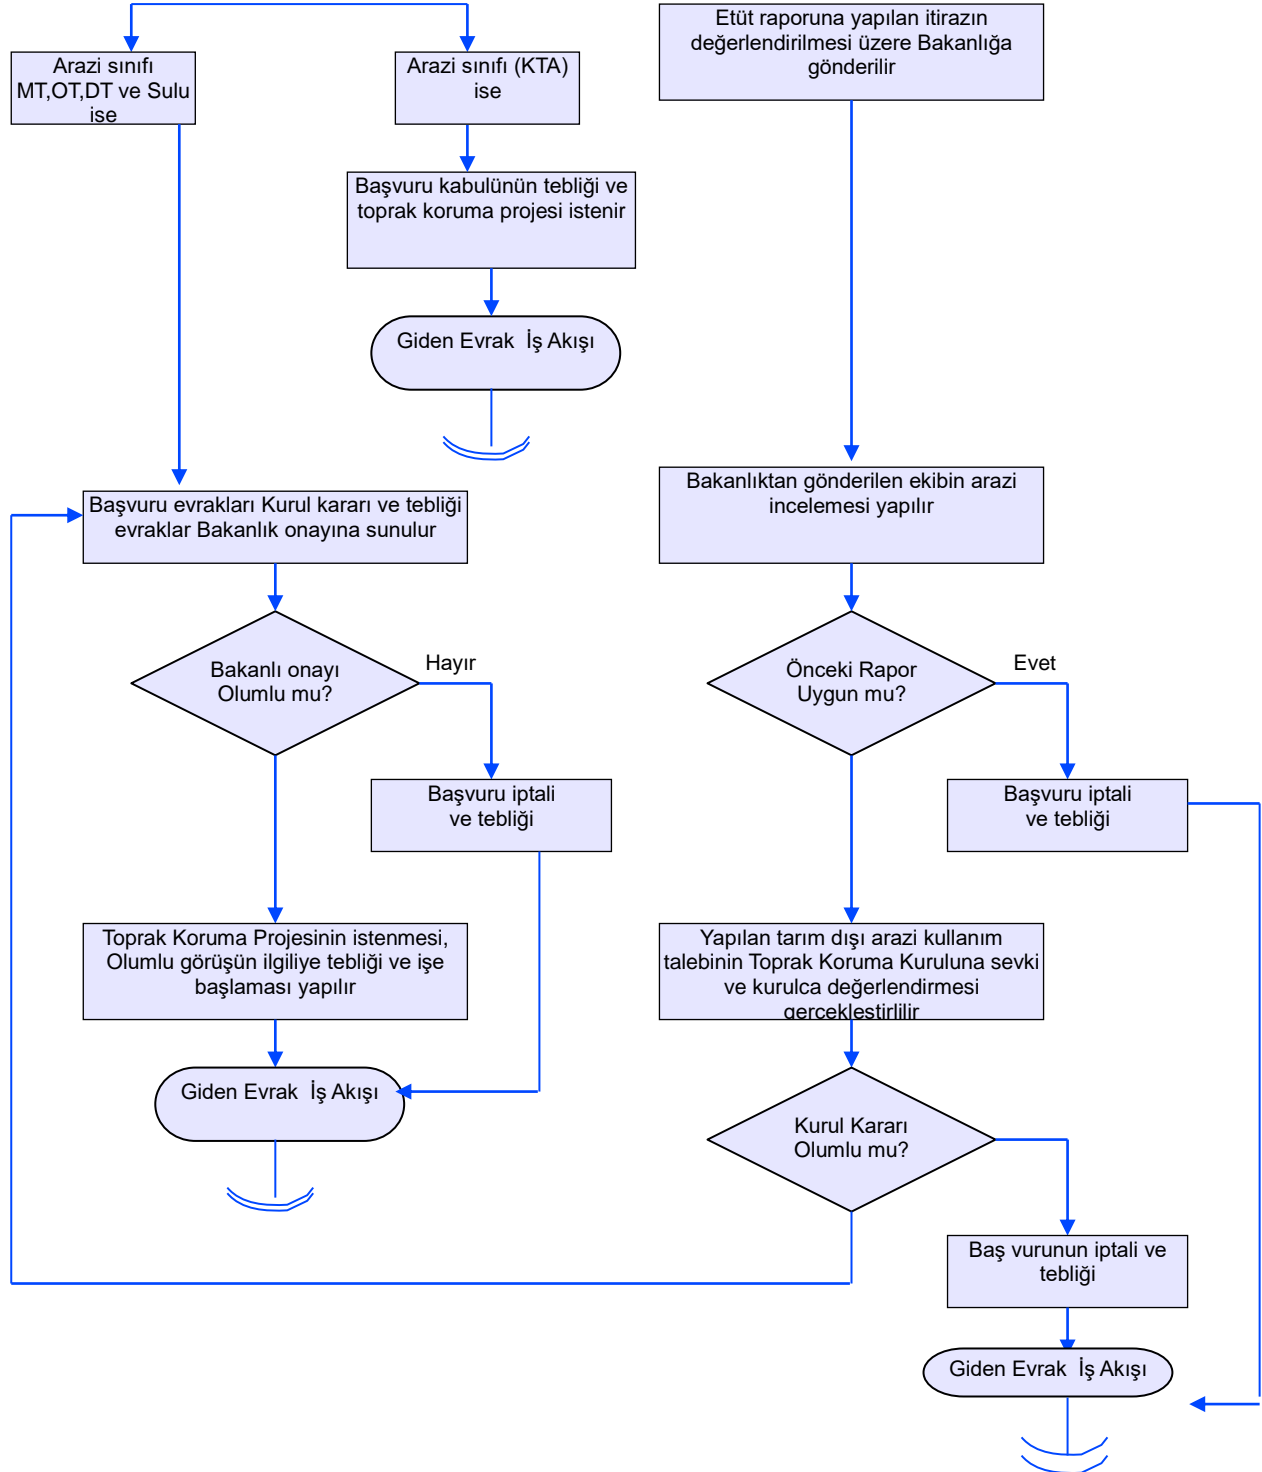 Arazi sınıfı
MT,OT,DT ve Sulu
ise
Arazi sınıfı (KTA)
ise
Etüt raporuna yapılan itirazın
değerlendirilmesi üzere Bakanlığa
gönderilir
Başvuru kabulünün tebliği ve
toprak koruma projesi istenir
Giden Evrak İş Akışı
Başvuru evrakları Kurul kararı ve tebliği
evraklar Bakanlık onayına sunulur
Bakanlıktan gönderilen ekibin arazi
incelemesi yapılır
Bakanlı onayı
Olumlu mu?
Hayır
Önceki Rapor
Uygun mu?
Evet
Başvuru iptali
ve tebliği
Başvuru iptali
ve tebliği
Toprak Koruma Projesinin istenmesi,
Olumlu görüşün ilgiliye tebliği ve işe
başlaması yapılır
Yapılan tarım dışı arazi kullanım
talebinin Toprak Koruma Kuruluna sevki
ve kurulca değerlendirmesi
gerçekleştirlilir
Giden Evrak İş Akışı
Kurul Kararı
Olumlu mu?
Baş vurunun iptali ve
tebliği
Giden Evrak İş Akışı